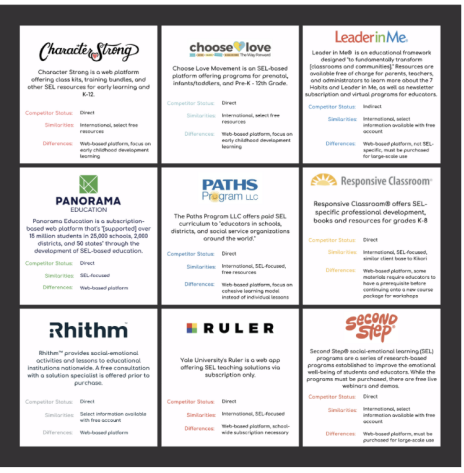 Character Strong
Character Strong is a web platform
offering class kits, training bundles, and
other SEL resources for early learning and
K-12.
Competitor Status: Direct
Similarities: International, select free
resources
Differences: Web-based platform, focus on
early childhood development
learning
choose love
The Way Forward
Choose Love Movement is an SEL-based
platform offering programs for prenatal,
infants/toddlers, and Pre-K - 12th Grade.
Competitor Status: Direct
Similarities: International, select free
resources
Differences: Web-based platform, focus on
early childhood development
learning
Leader in Me.
Leader in Me® is an educational framework
designed "to fundamentally transform
[classrooms and communities]." Resources are
available free of charge for parents, teachers,
and administrators to learn more about the 7
Habits and Leader in Me, as well as newsletter
subscription and virtual programs for educators.
Competitor Status: Indirect
Similarities: International, select
information available with free
account
Differences: Web-based platform, not SEL-
specific, must be purchased
for large-scale use
PANORAMA
EDUCATION
Panorama Education is a subscription-
based web platform that "[supported] over
15 million students in 25,000 schools, 2,000
districts, and 50 states" through the
development of SEL-based education.
Competitor Status: Direct
Similarities: SEL-focused
Differences: Web-based platform
PATHS
Program LLC
The Paths Program LLC offers paid SEL
curriculum to "educators in schools,
districts, and social service organizations
around the world."
Competitor Status: Direct
Similarities: International, SEL-focused,
free resources
Differences: Web-based platform, focus on
cohesive learning model
instead of individual lessons
Responsive Classroom®
Responsive Classroom® offers SEL-
specific professional development,
books and resources for grades K-8
Competitor Status: Direct
Similarities: International, SEL-focused,
similar client base to Kikori
Differences: Web-based platform, some
materials require educators to
have a prerequisite before
continuing onto a new course
package for workshops
Rhithm
Rhithm™ provides social-emotional
activities and lessons to educational
institutions nationwide. A free consultation
with a solution specialist is offered prior to
purchase.
Competitor Status: Direct
Similarities: Select information available
with free account
Differences: Web-based platform
RULER
Yale University's Ruler is a web app
offering SEL teaching solutions via
subscription only.
Competitor Status: Direct
Similarities: International, SEL-focused
Differences: Web-based platform, school-
wide subscription necessary
SECOND
STEP®
Second Step® social-emotional learning (SEL)
programs are a series of research-based
programs established to improve the emotional
well-being of students and educators. While the
programs must be purchased, there are free live
webinars and demos.
Competitor Status: Direct
Similarities: International, select
information available with free
account
Differences: Web-based platform, must be
purchased for large-scale use